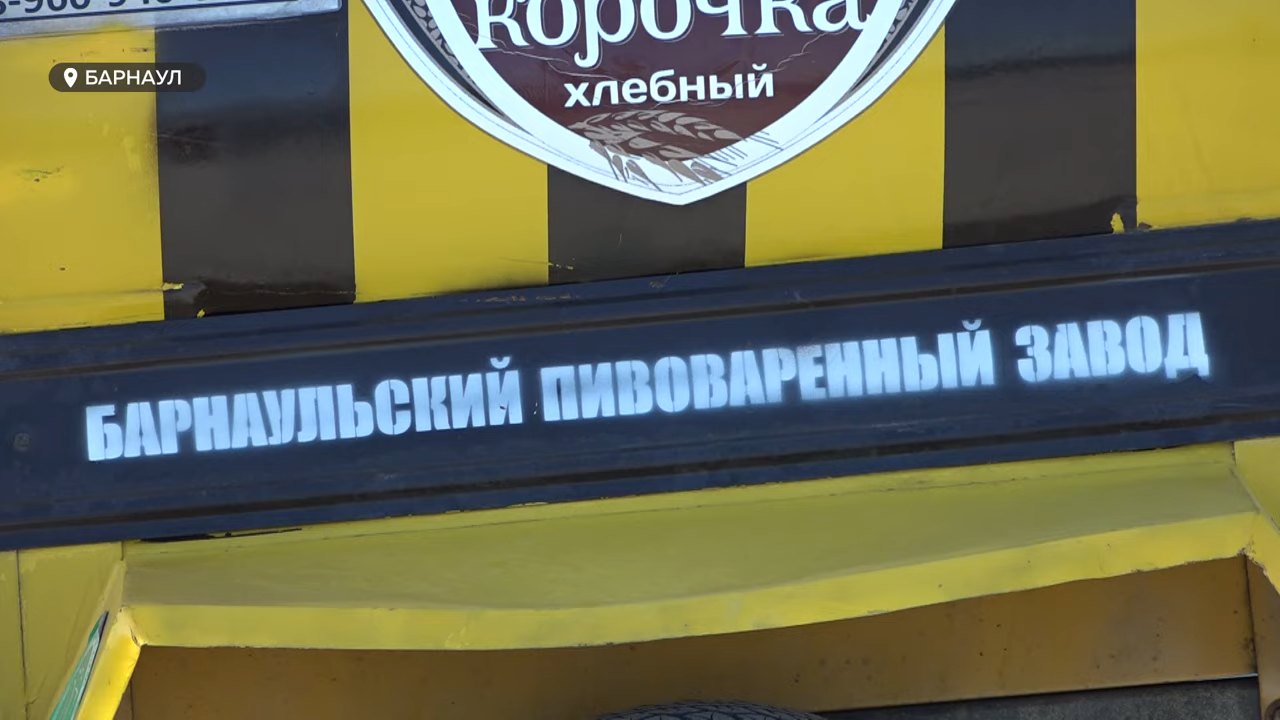 БАРНАУЛ
корочка
хлебный
БАРНАУЛЬСКИЙ ПИВОВАРЕННЫЙ ЗАВОД